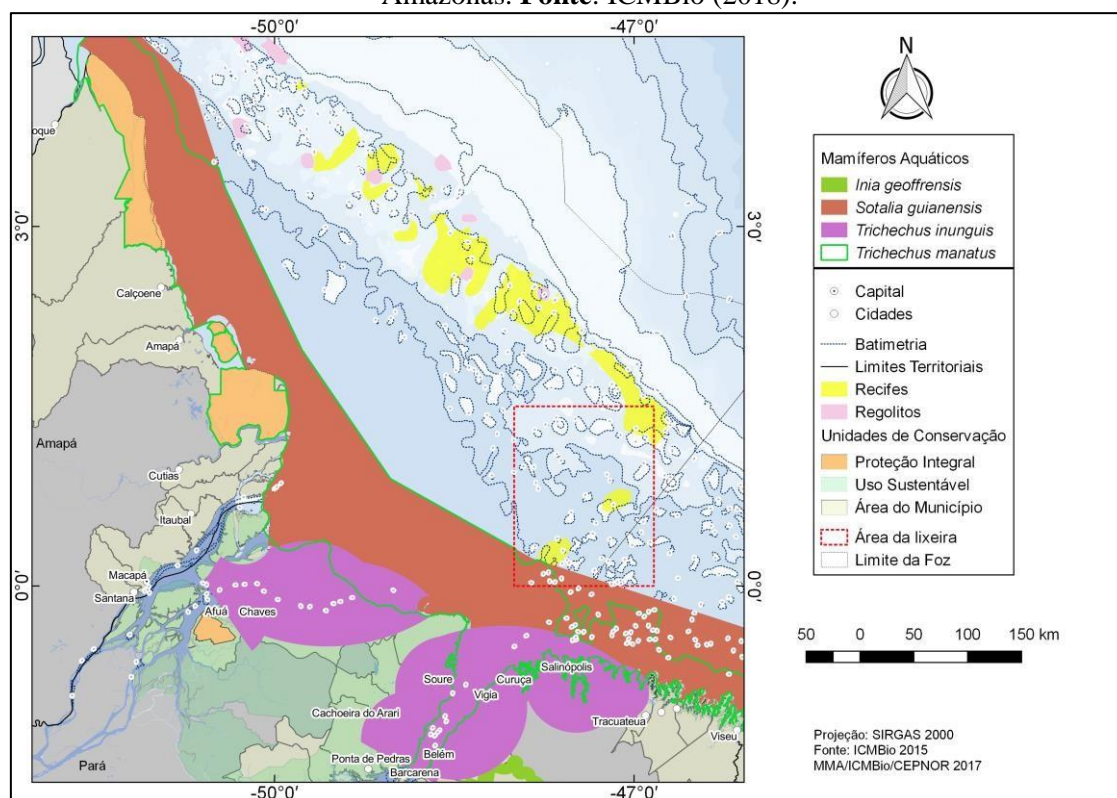 Amazonas. Fonte: ICMBio (2018).
-50°0' -47°0'
N
oque
3°0' 3°0'
Calçoene
Amapá
Amapá
Cutias
Itaubal
Macapá
Santana
0°0' 0°0'
Afuá Chaves
Soure
Salinópolis
Curuça
Vigia
Cachoeira do Ararí
Tracuateua
Viseu
Belém
Ponta de Pedras
Barcarena
Pará
-50°0' -47°0'
Mamíferos Aquáticos
Inia geoffrensis
Sotalia guianensis
Trichechus inunguis
Trichechus manatus
Capital
Cidades
Batimetria
Limites Territoriais
Recifes
Regolitos
Unidades de Conservação
Proteção Integral
Uso Sustentável
Área do Município
Área da lixeira
Limite da Foz
50 0 50 100 150 km
Projeção: SIRGAS 2000
Fonte: ICMBio 2015
MMA/ICMBio/CEPNOR 2017